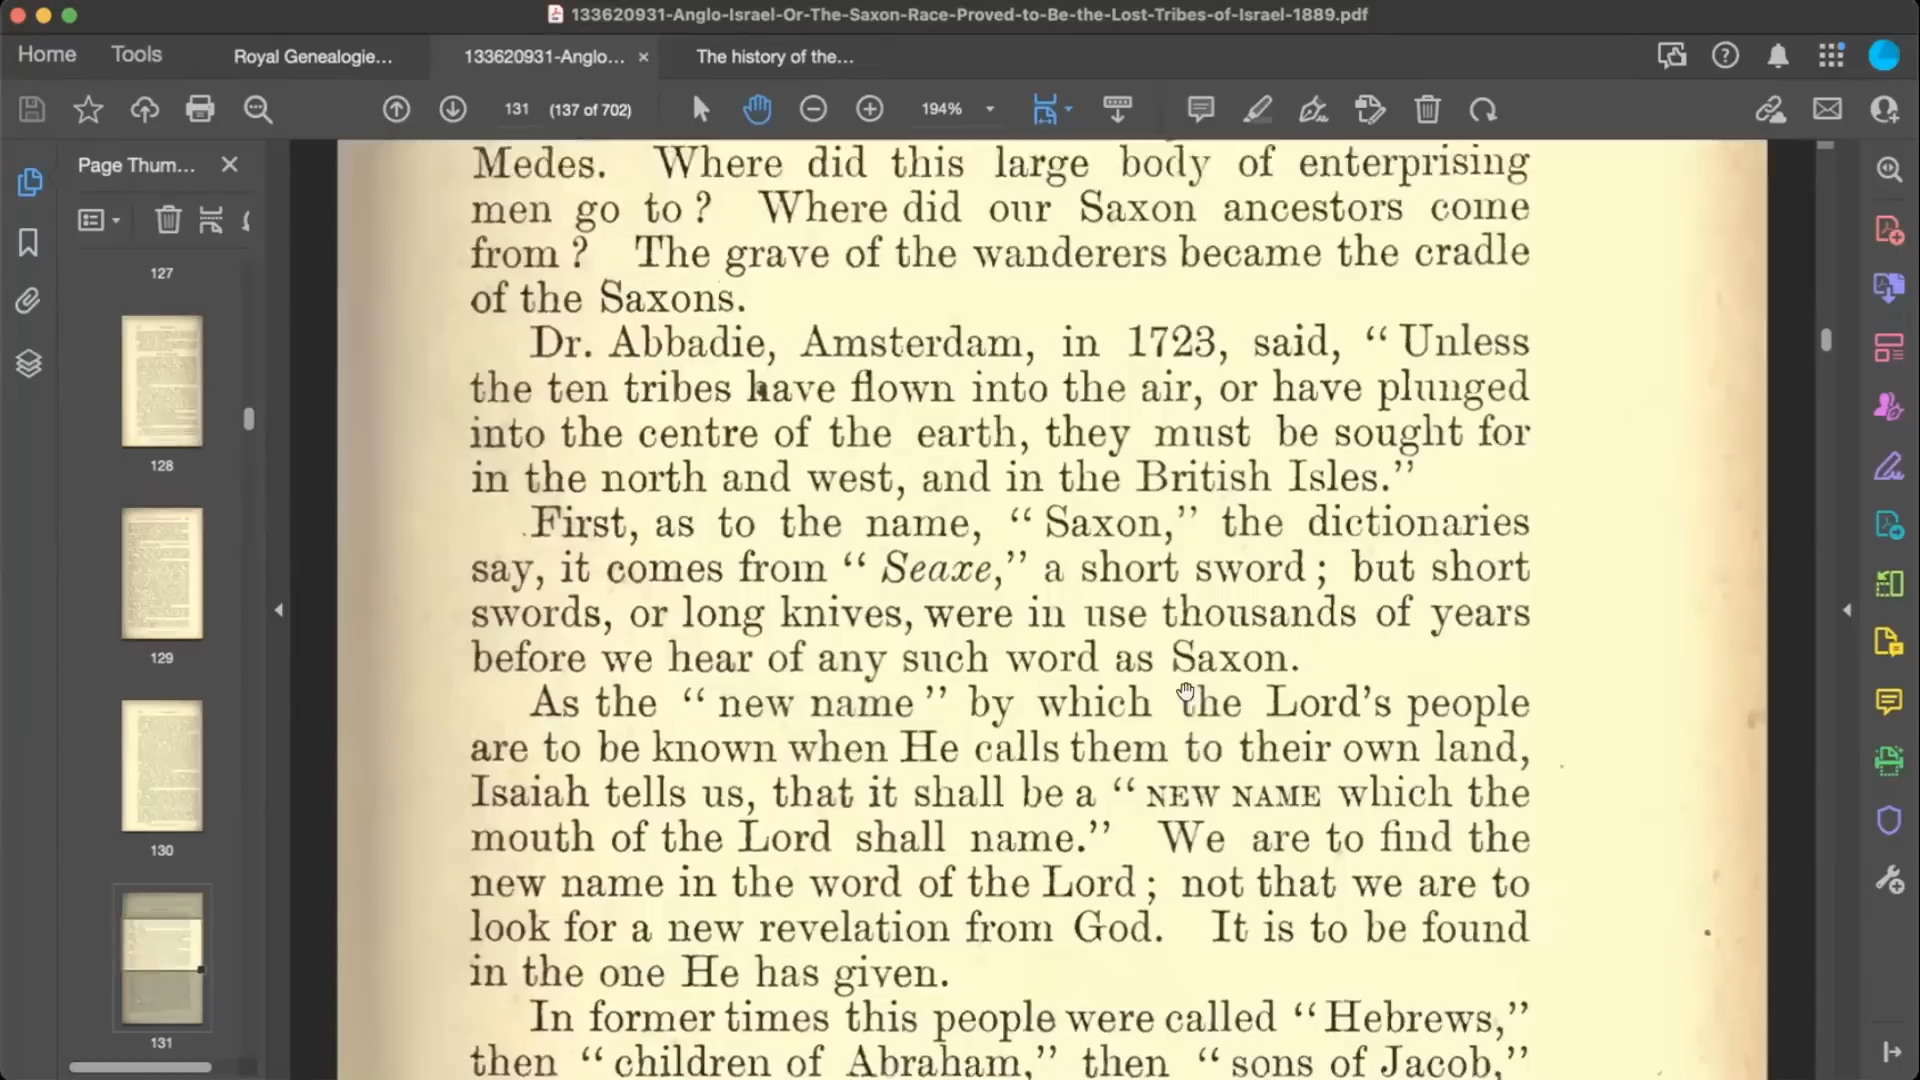 133620931-Anglo-Israel-Or-The-Saxon-Race-Proved-to-Be-the-Lost-Tribes-of-Israel-1889.pdf
Home
Tools
Royal Genealogie...
133620931-Anglo...
The history of the...
131 (137 of 702)
194%
Page Thum...
127
128
129
130
131
Medes. Where did this large body of enterprising
men go to? Where did our Saxon ancestors come
from? The grave of the wanderers became the cradle
of the Saxons.
Dr. Abbadie, Amsterdam, in 1723, said, “Unless
the ten tribes have flown into the air, or have plunged
into the centre of the earth, they must be sought for
in the north and west, and in the British Isles.”
First, as to the name, “Saxon,” the dictionaries
say, it comes from “Seaxe,” a short sword; but short
swords, or long knives, were in use thousands of years
before we hear of any such word as Saxon.
As the “new name” by which the Lord’s people
are to be known when He calls them to their own land,
Isaiah tells us, that it shall be a “NEW NAME which the
mouth of the Lord shall name.” We are to find the
new name in the word of the Lord; not that we are to
look for a new revelation from God. It is to be found
in the one He has given.
In former times this people were called “Hebrews,”
then “children of Abraham,” then “sons of Jacob,”